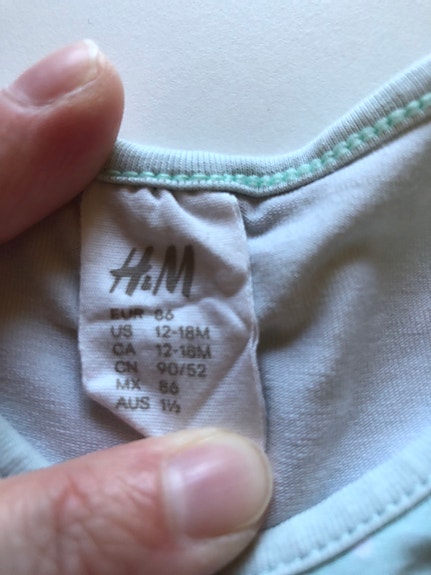 H&M
EUR 86
US 12-18M
CA 12-18M
CN 90/52
MX 86
AUS 1½